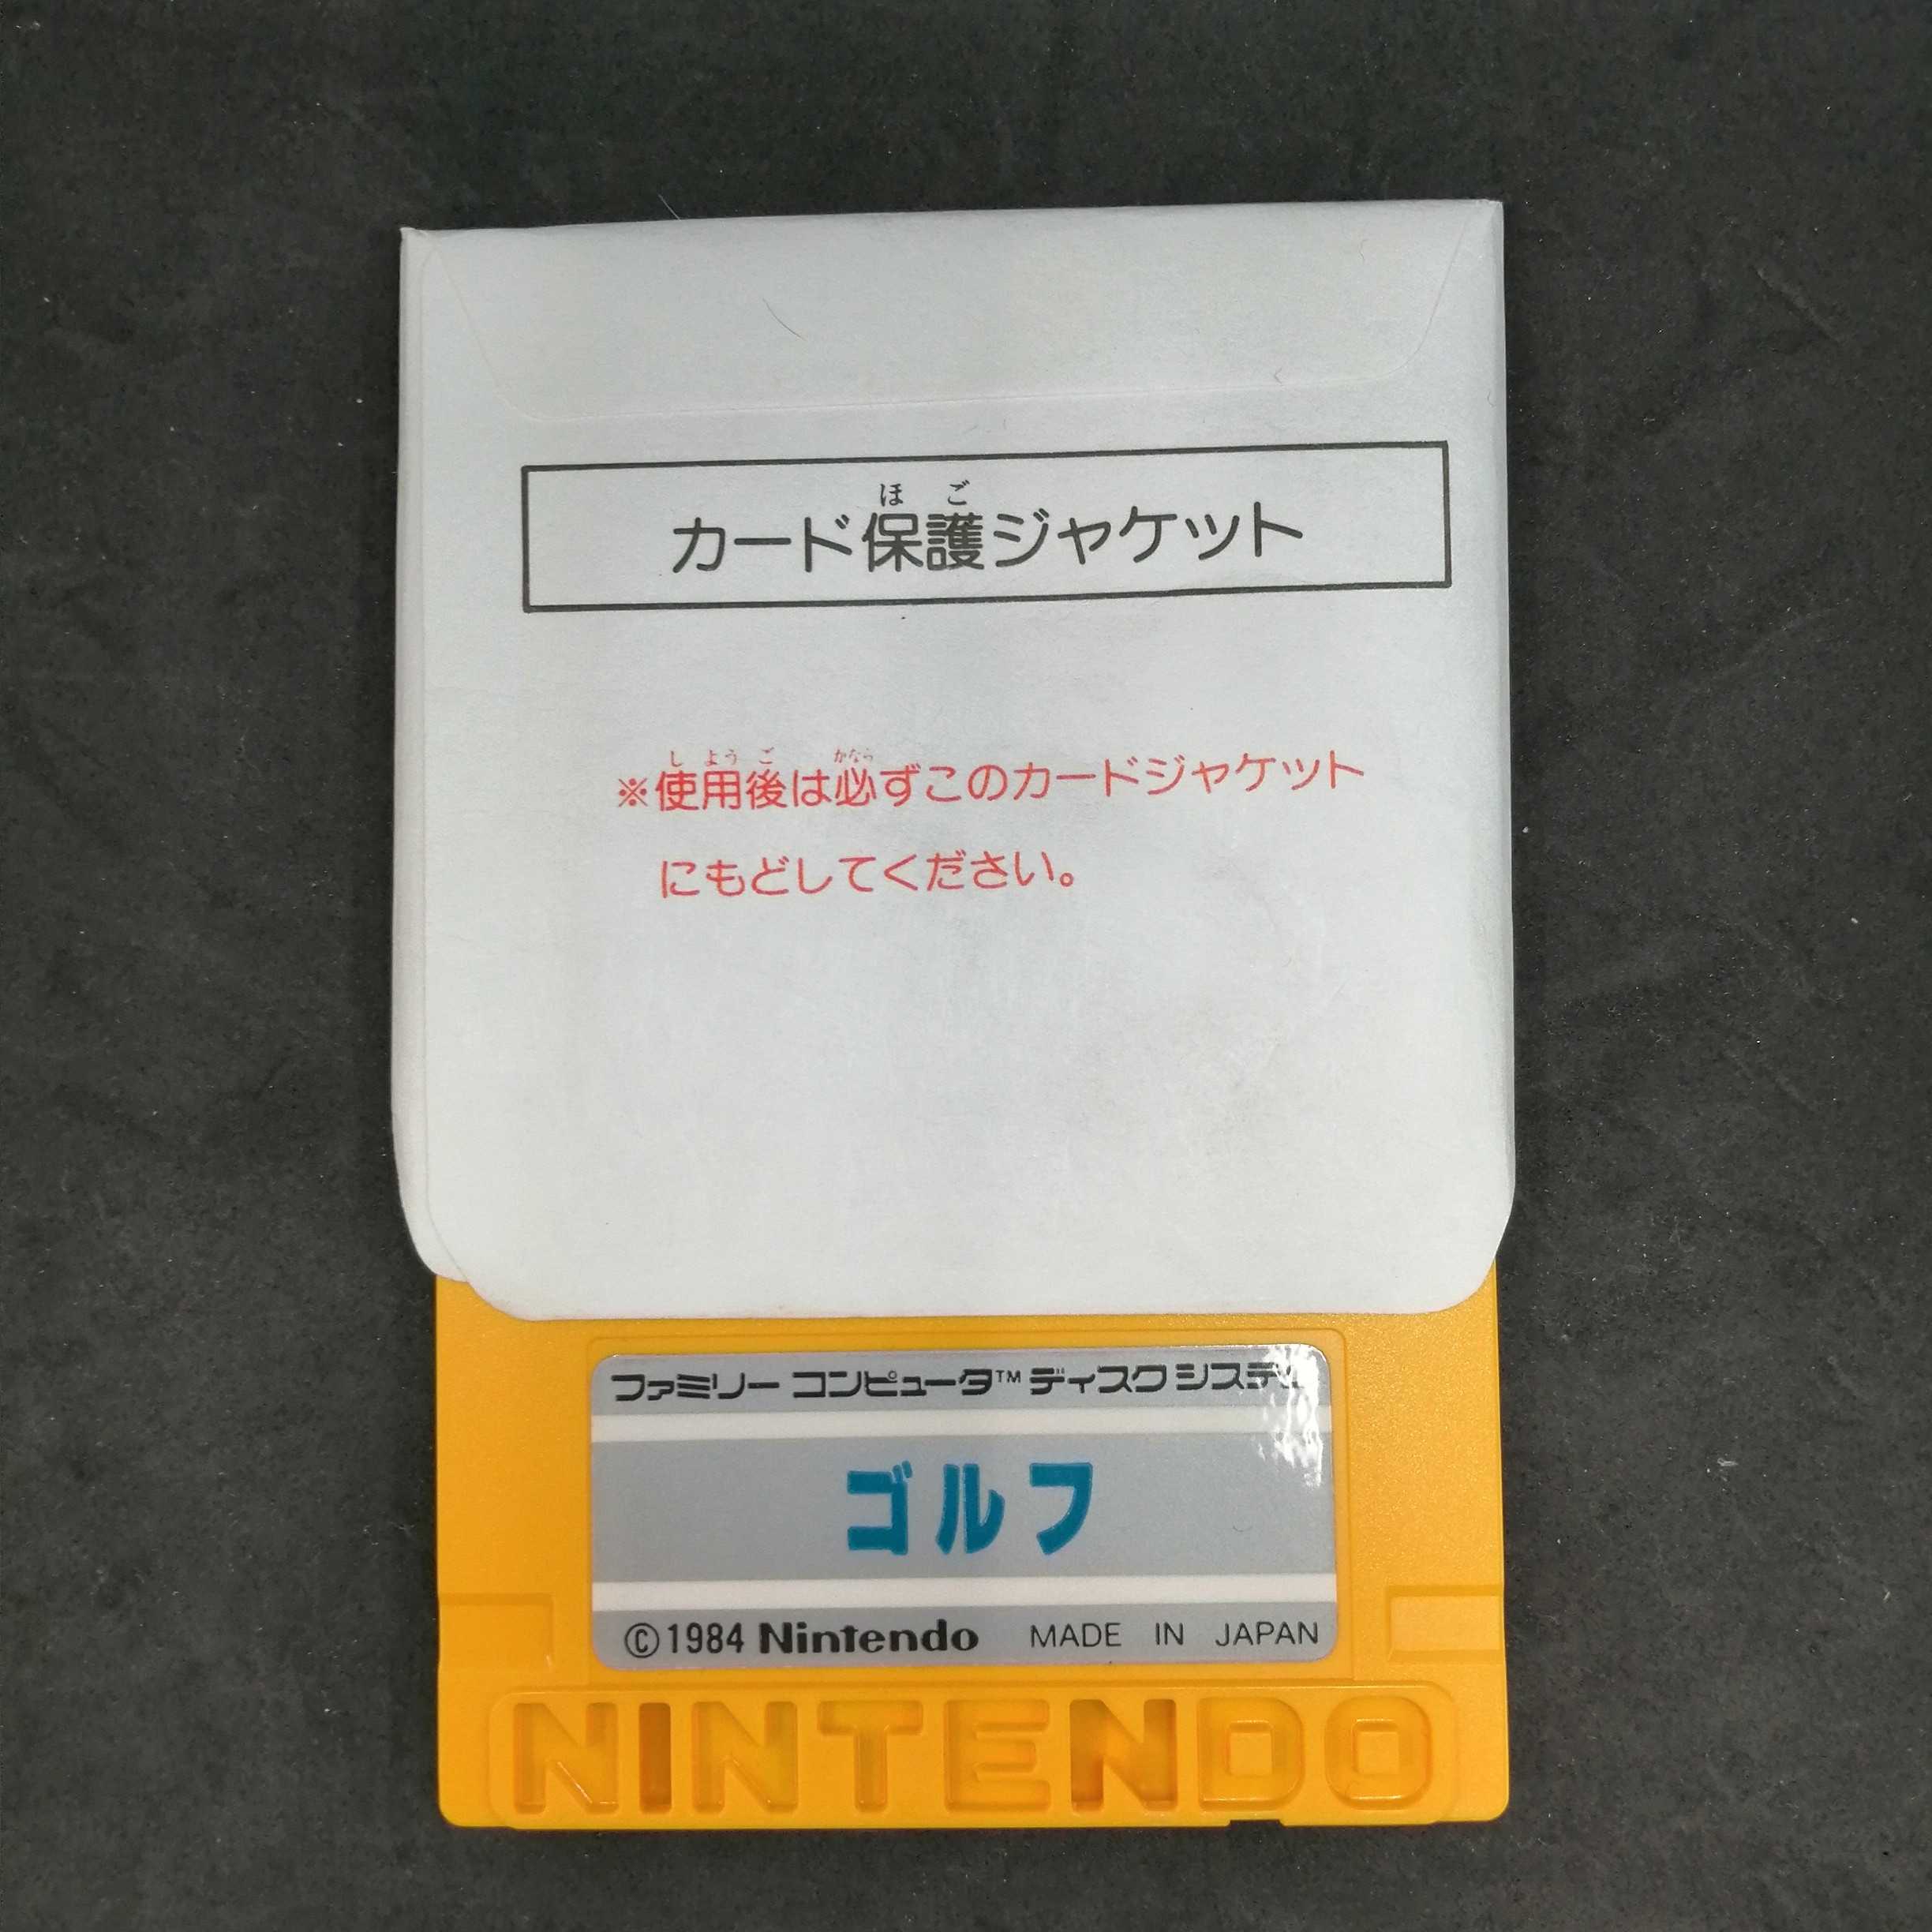 ほご
カード保護ジャケット
しようご かなら
※使用後は必ずこのカードジャケット
にもどしてください。
ファミリー コンピュータ™ ディスク システム
ゴルフ
©1984 Nintendo MADE IN JAPAN
NINTENDO